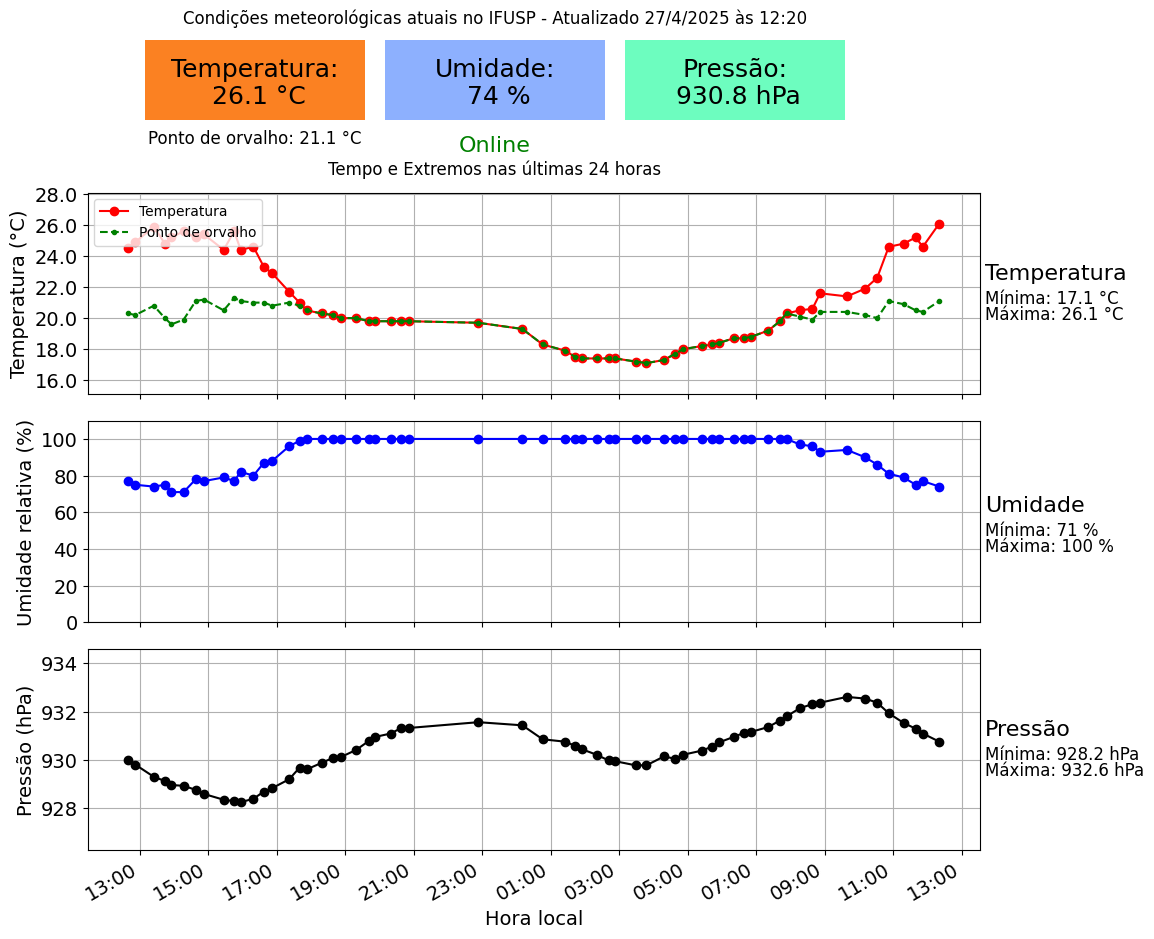 Condições meteorológicas atuais no IFUSP - Atualizado 27/4/2025 às 12:20
Temperatura:
26.1 °C
Umidade:
74 %
Pressão:
930.8 hPa
Ponto de orvalho: 21.1 °C
Online
Tempo e Extremos nas últimas 24 horas
Temperatura (°C)
28.0
26.0
24.0
22.0
20.0
18.0
16.0
Temperatura
Ponto de orvalho
Temperatura
Mínima: 17.1 °C
Máxima: 26.1 °C
Umidade relativa (%)
100
80
60
40
20
0
Umidade
Mínima: 71 %
Máxima: 100 %
Pressão (hPa)
934
932
930
928
Pressão
Mínima: 928.2 hPa
Máxima: 932.6 hPa
13:00
15:00
17:00
19:00
21:00
23:00
01:00
03:00
05:00
07:00
09:00
11:00
13:00
Hora local